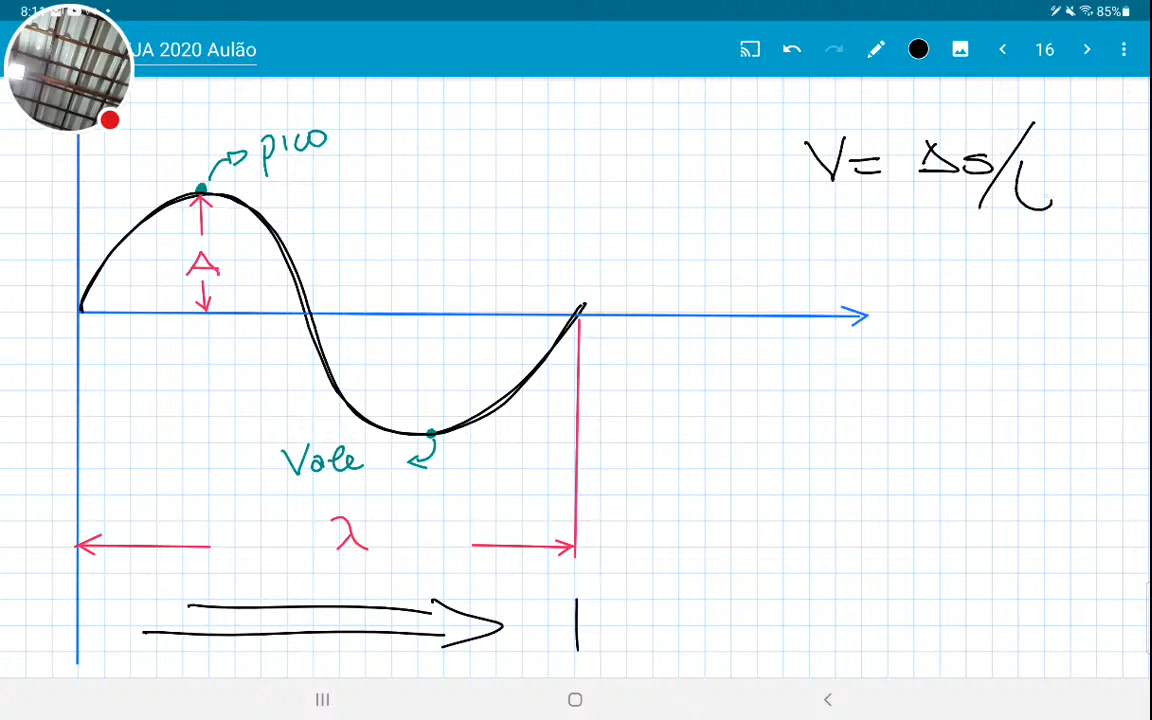 8:11
85%
JA 2020 Aulão
16
pico
V = Δs/
A
Vale
λ